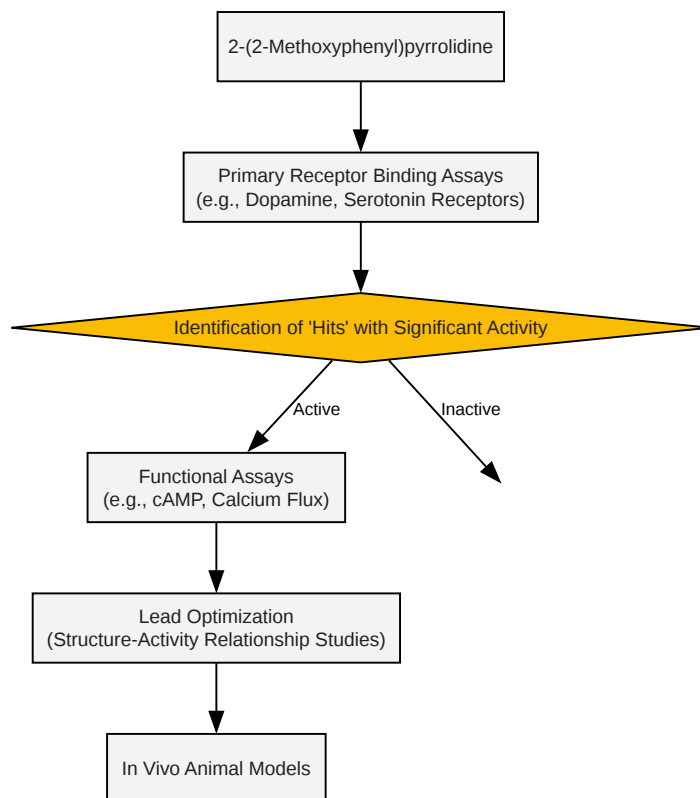 2-(2-Methoxyphenyl)pyrrolidine
Primary Receptor Binding Assays
(e.g., Dopamine, Serotonin Receptors)
Identification of 'Hits' with Significant Activity
Active
Inactive
Functional Assays
(e.g., cAMP, Calcium Flux)
Lead Optimization
(Structure-Activity Relationship Studies)
In Vivo Animal Models